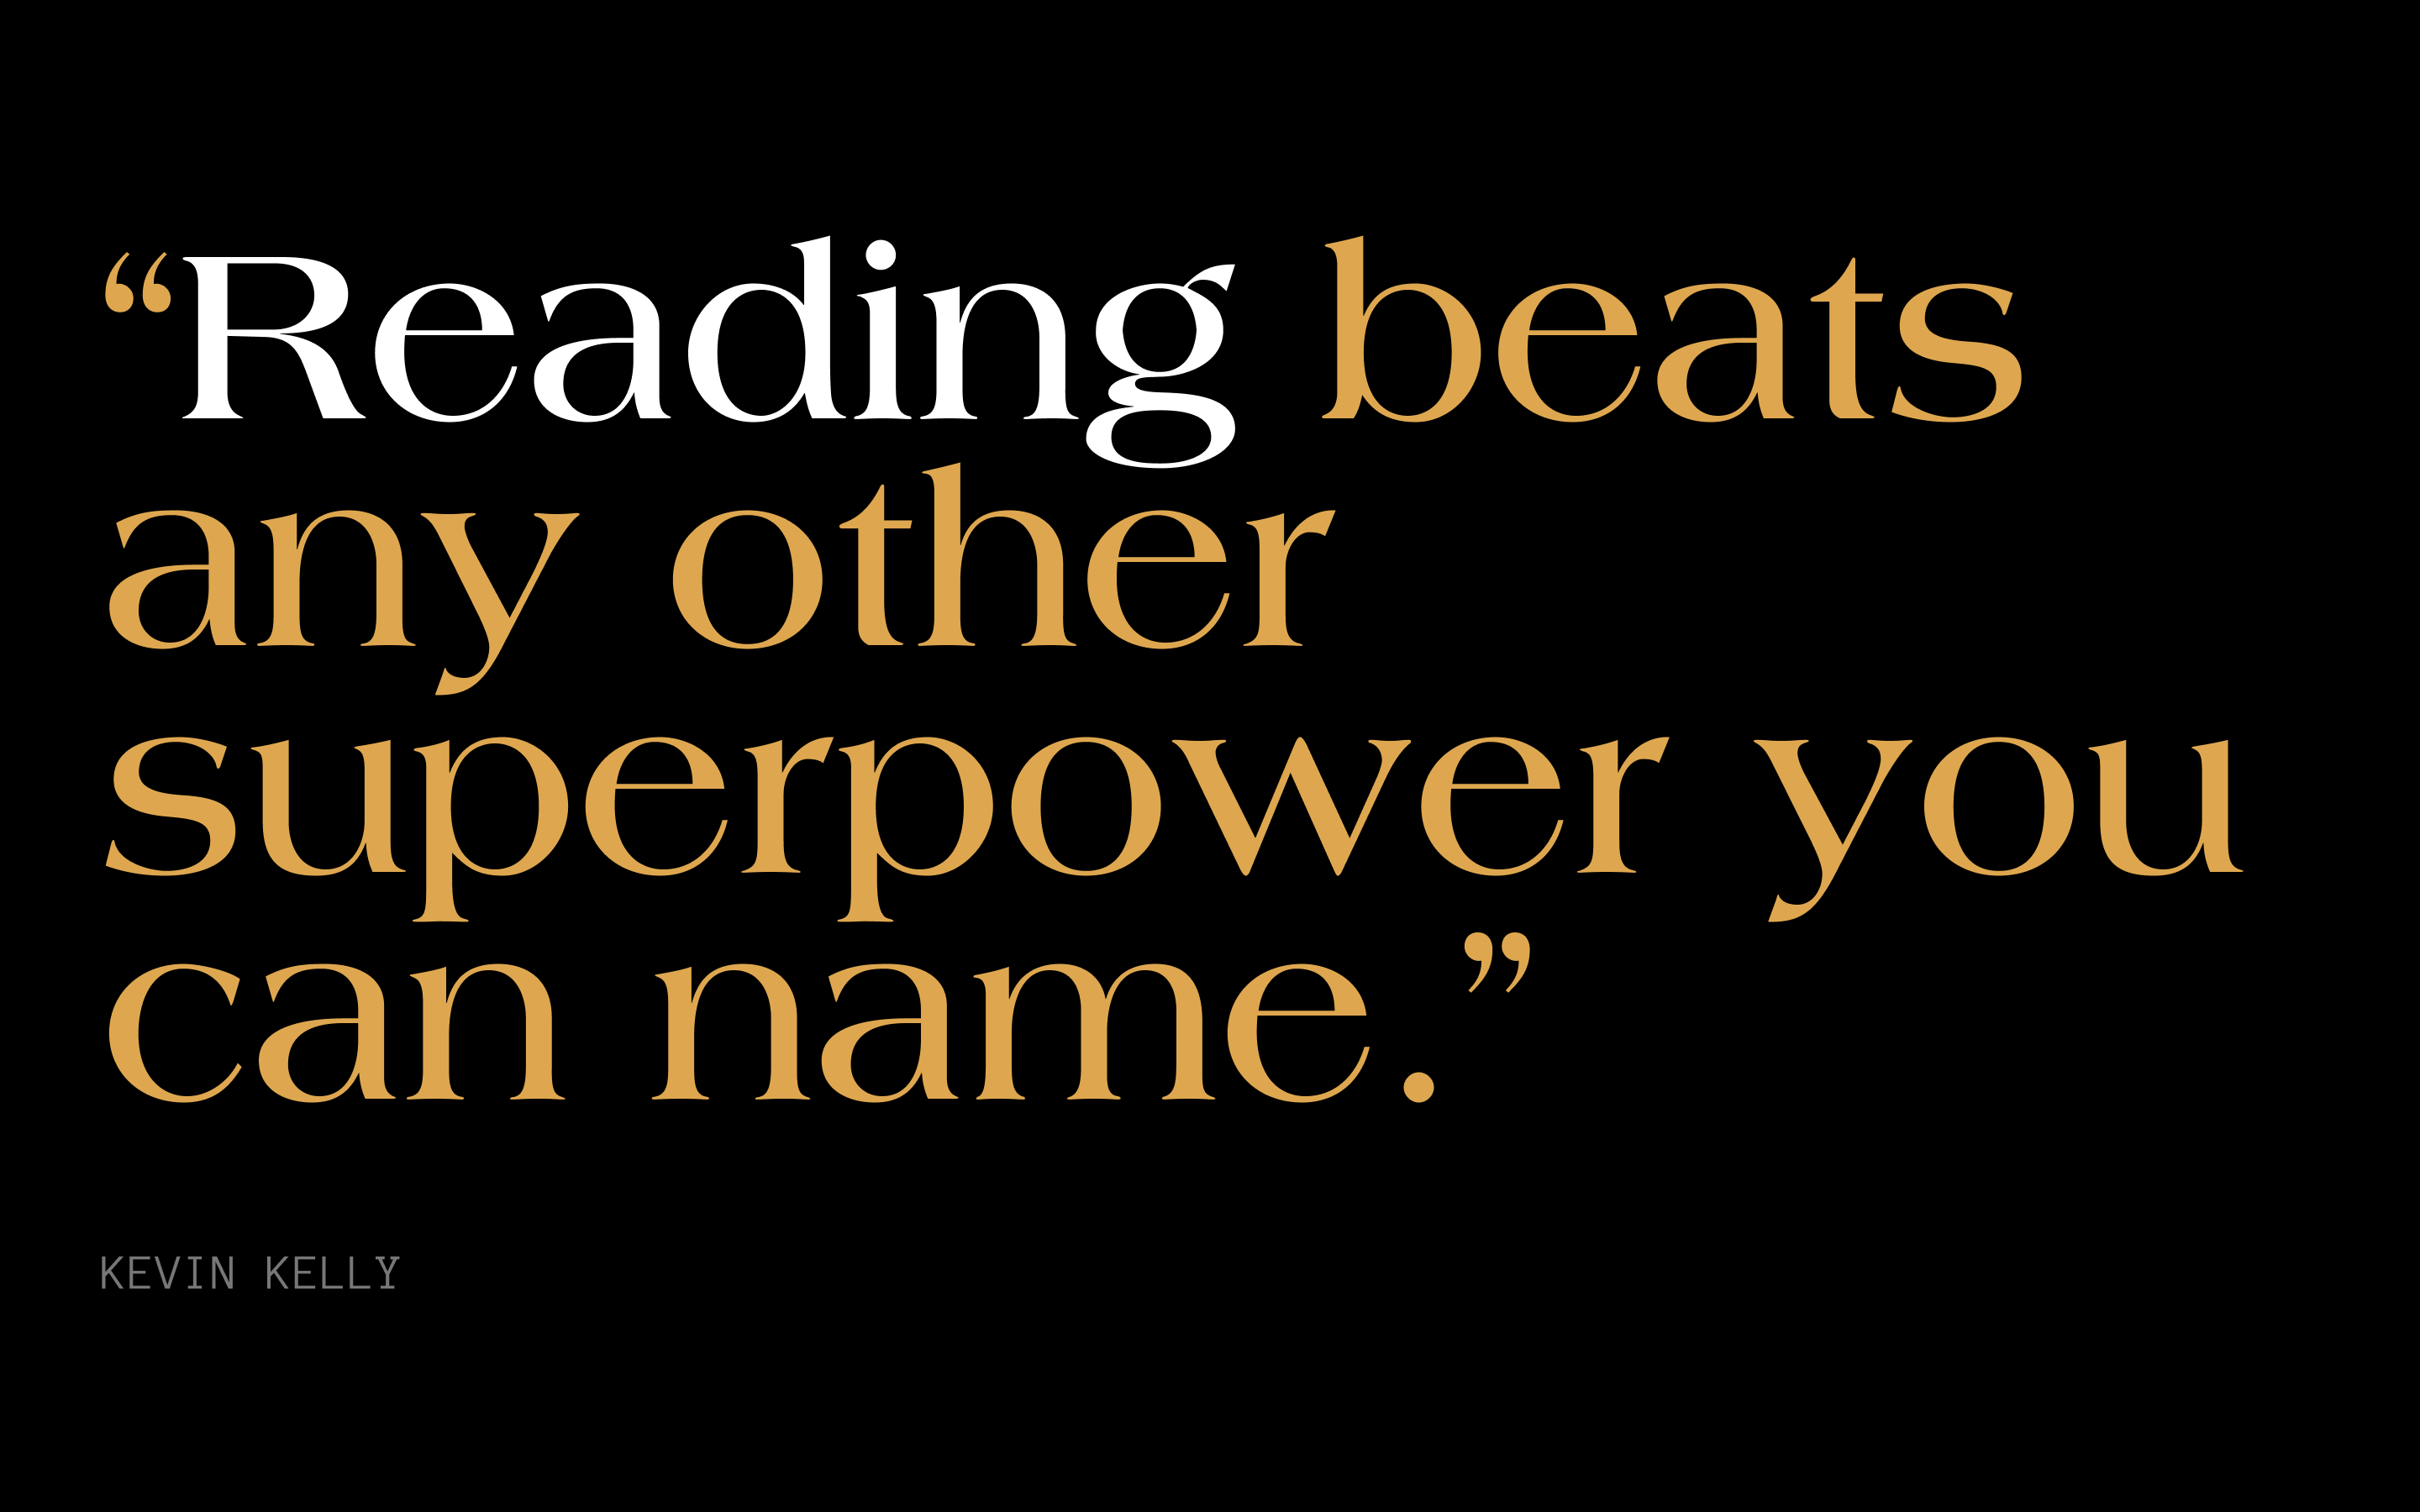 “Reading beats
any other
superpower you
can name.”
KEVIN KELLY